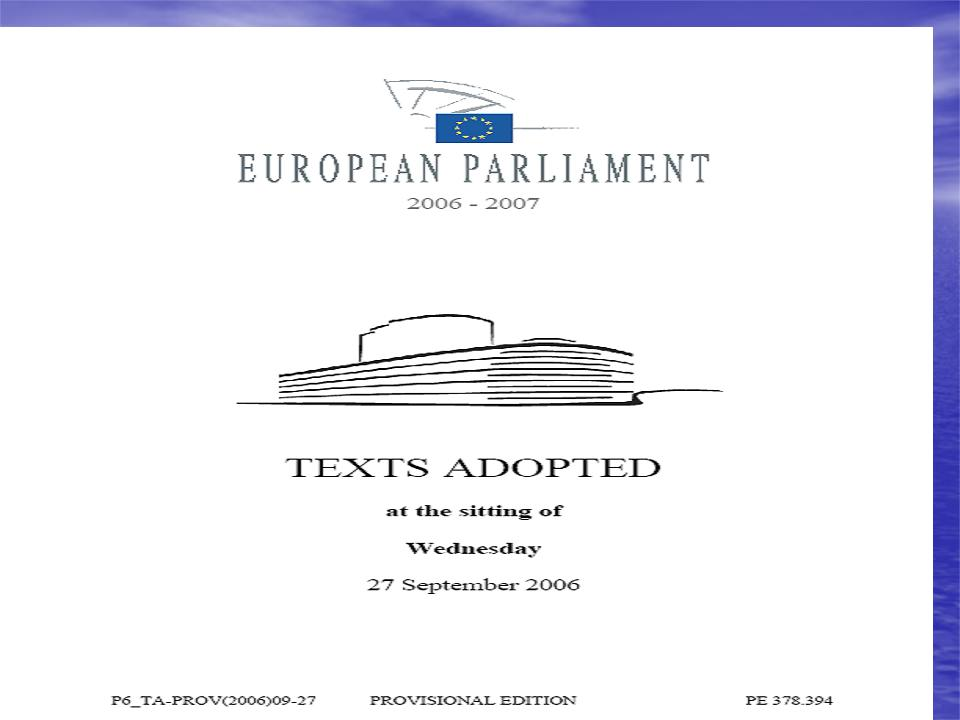 EUROPEAN PARLIAMENT
2006 - 2007
TEXTS ADOPTED
at the sitting of
Wednesday
27 September 2006
P6_TA-PROV(2006)09-27 PROVISIONAL EDITION PE 378.394